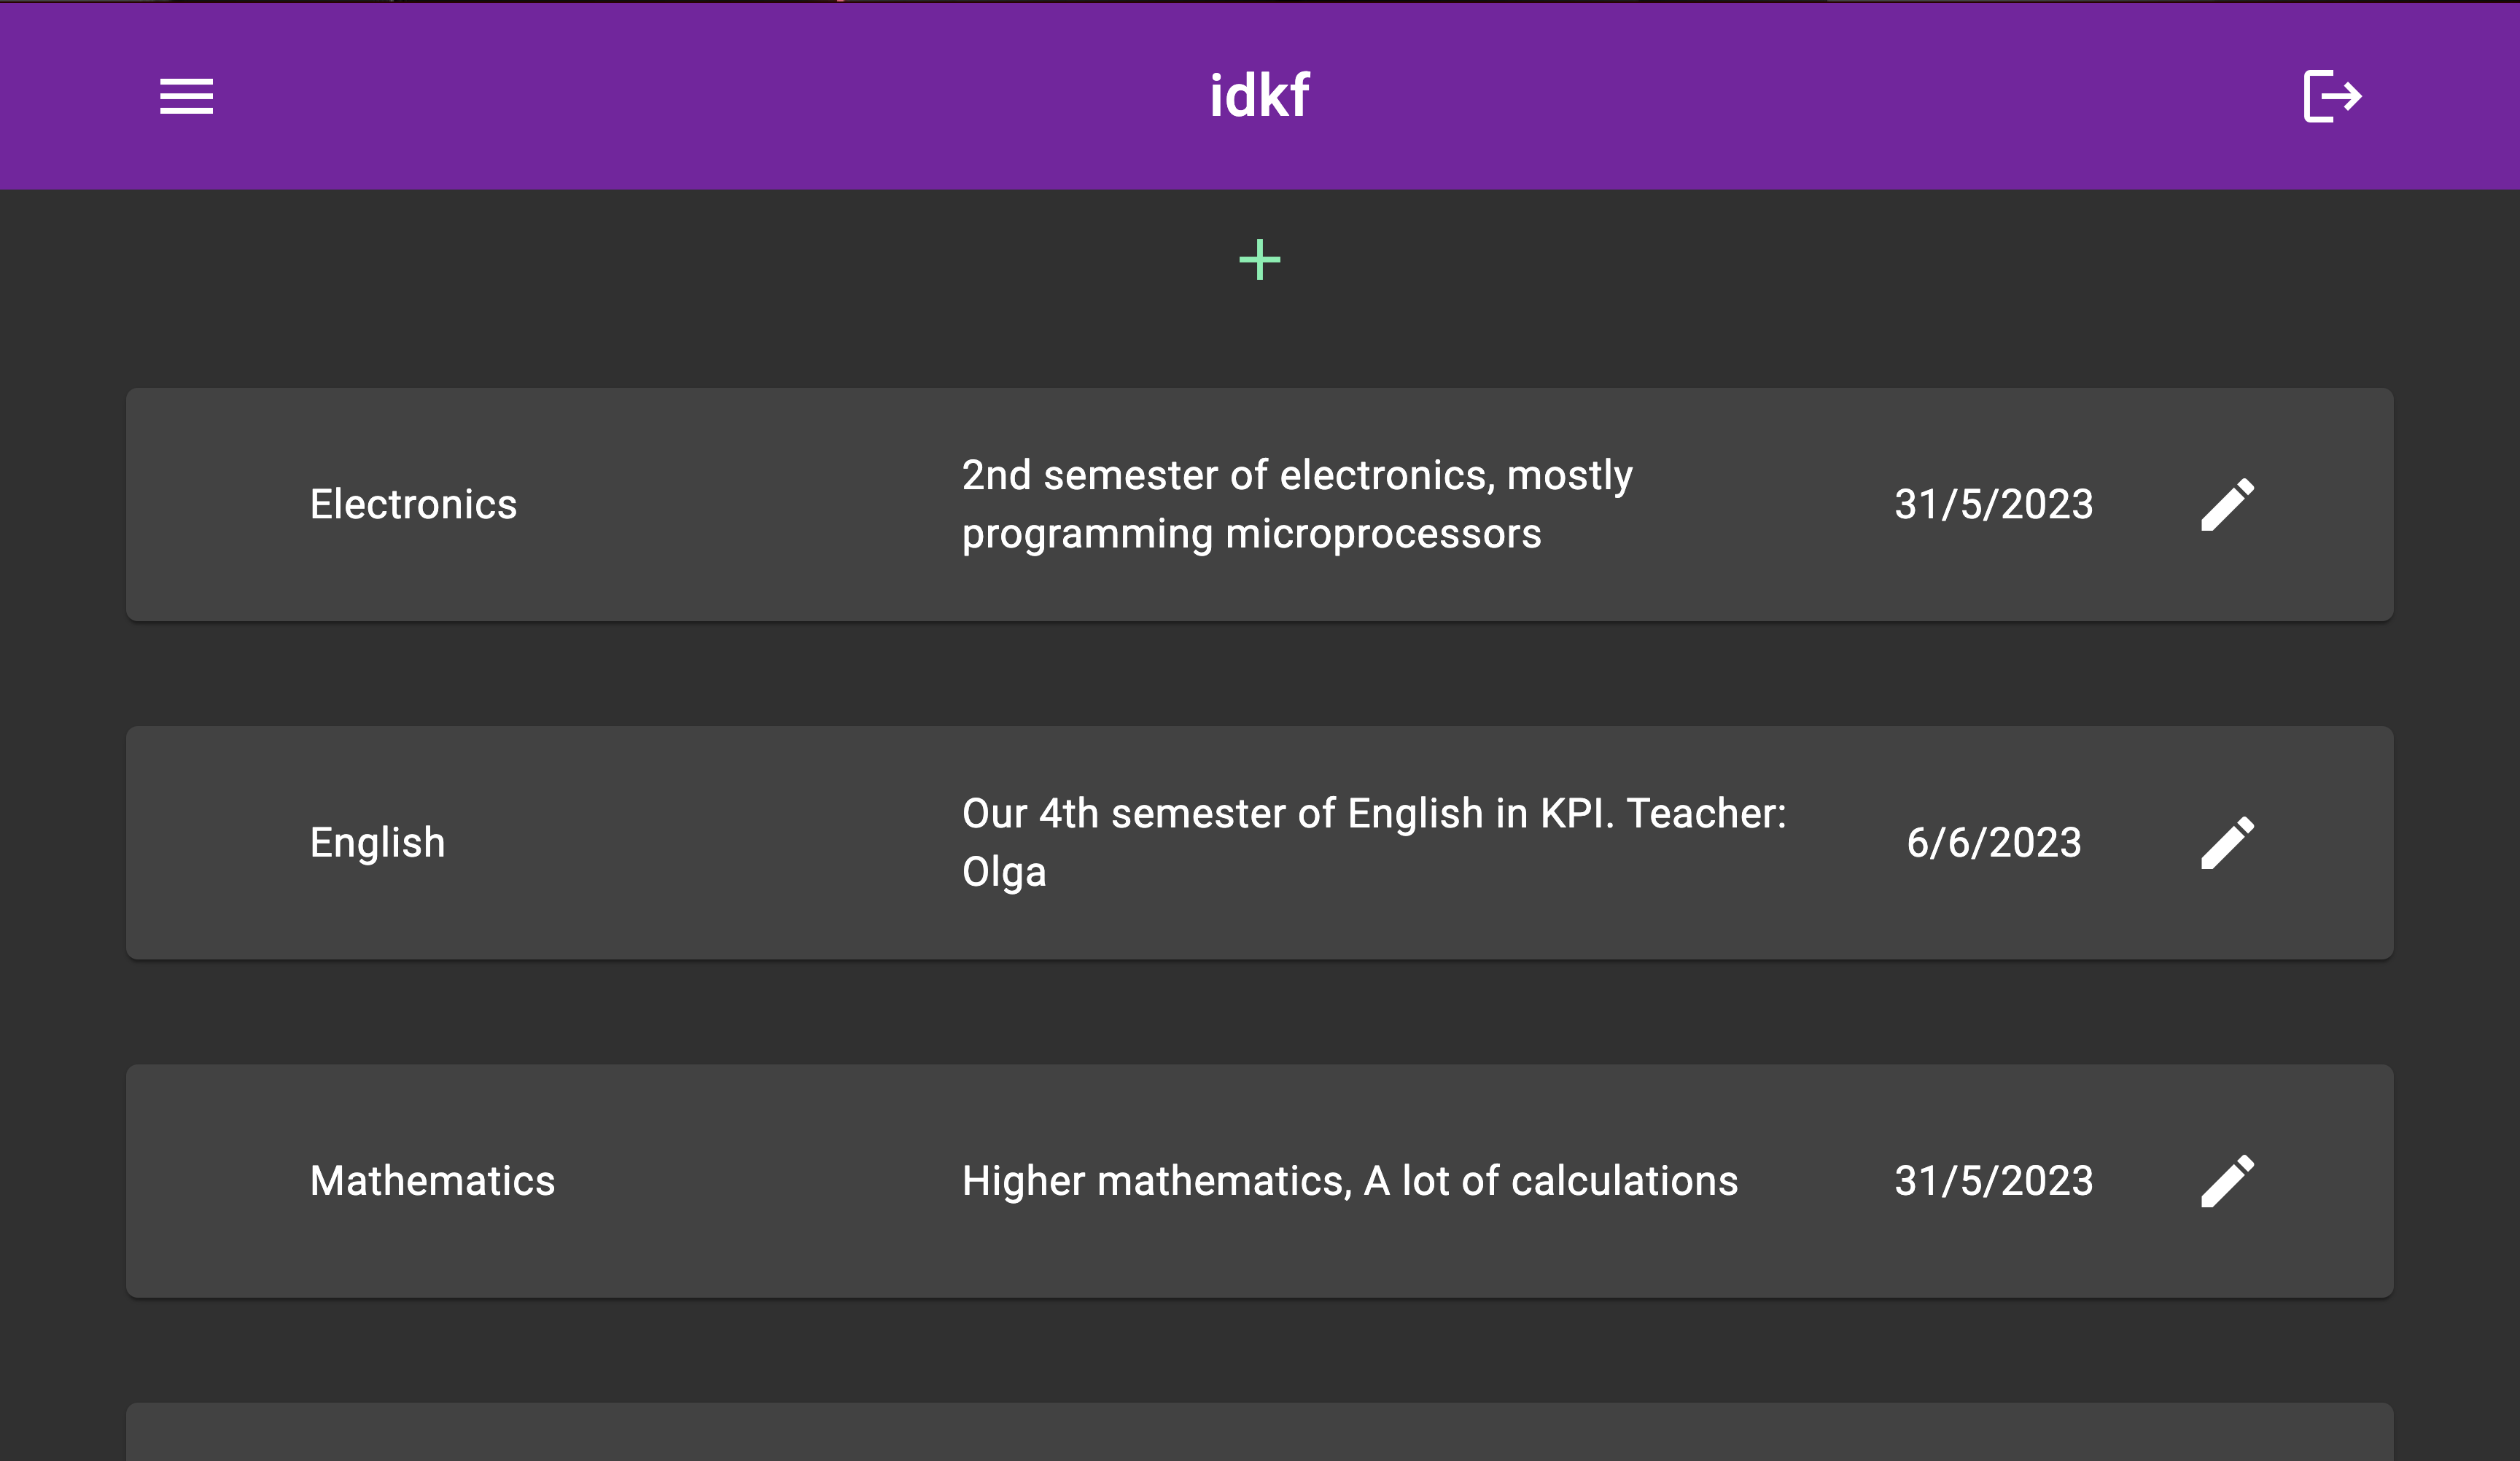 idkf
Electronics
2nd semester of electronics, mostly
programming microprocessors
31/5/2023
English
Our 4th semester of English in KPI. Teacher:
Olga
6/6/2023
Mathematics
Higher mathematics, A lot of calculations
31/5/2023